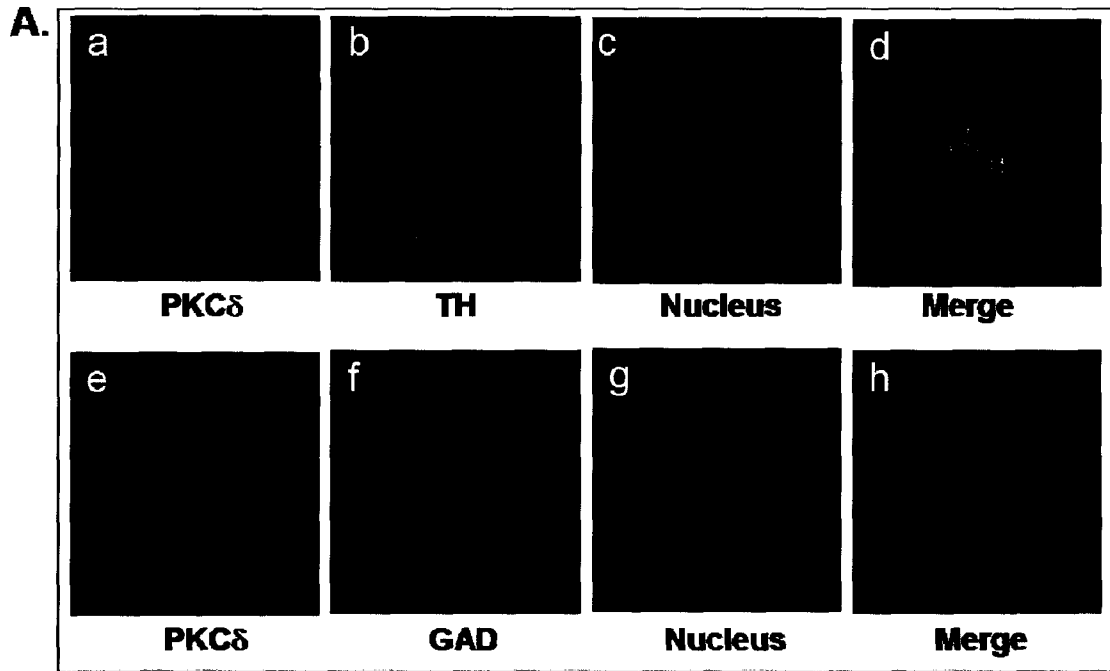 A.
a b c d
PKCδ TH Nucleus Merge
e f g h
PKCδ GAD Nucleus Merge